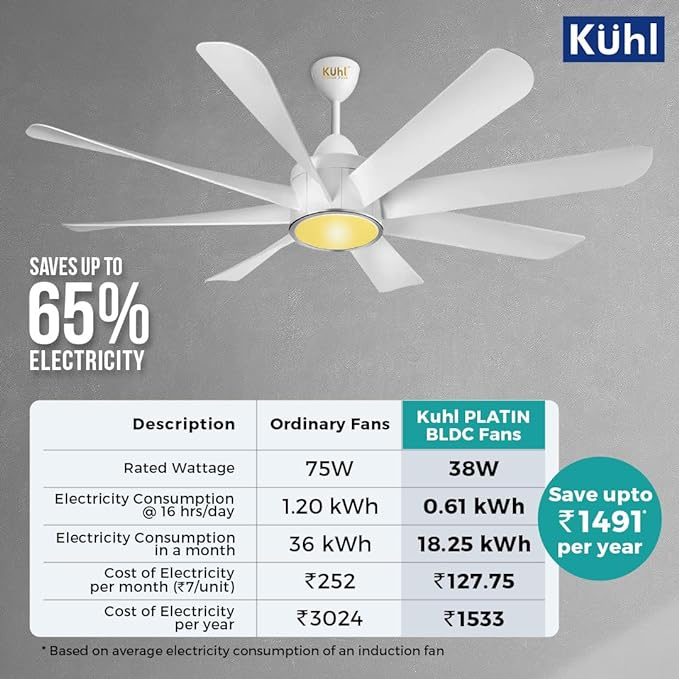 Kühl
Kuhl
SAVES UP TO
65%
ELECTRICITY
Description Ordinary Fans Kuhl PLATIN BLDC Fans
Rated Wattage 75W 38W
Electricity Consumption @ 16 hrs/day 1.20 kWh 0.61 kWh
Electricity Consumption in a month 36 kWh 18.25 kWh
Cost of Electricity per month (₹7/unit) ₹252 ₹127.75
Cost of Electricity per year ₹3024 ₹1533
Save upto
₹1491*
per year
* Based on average electricity consumption of an induction fan